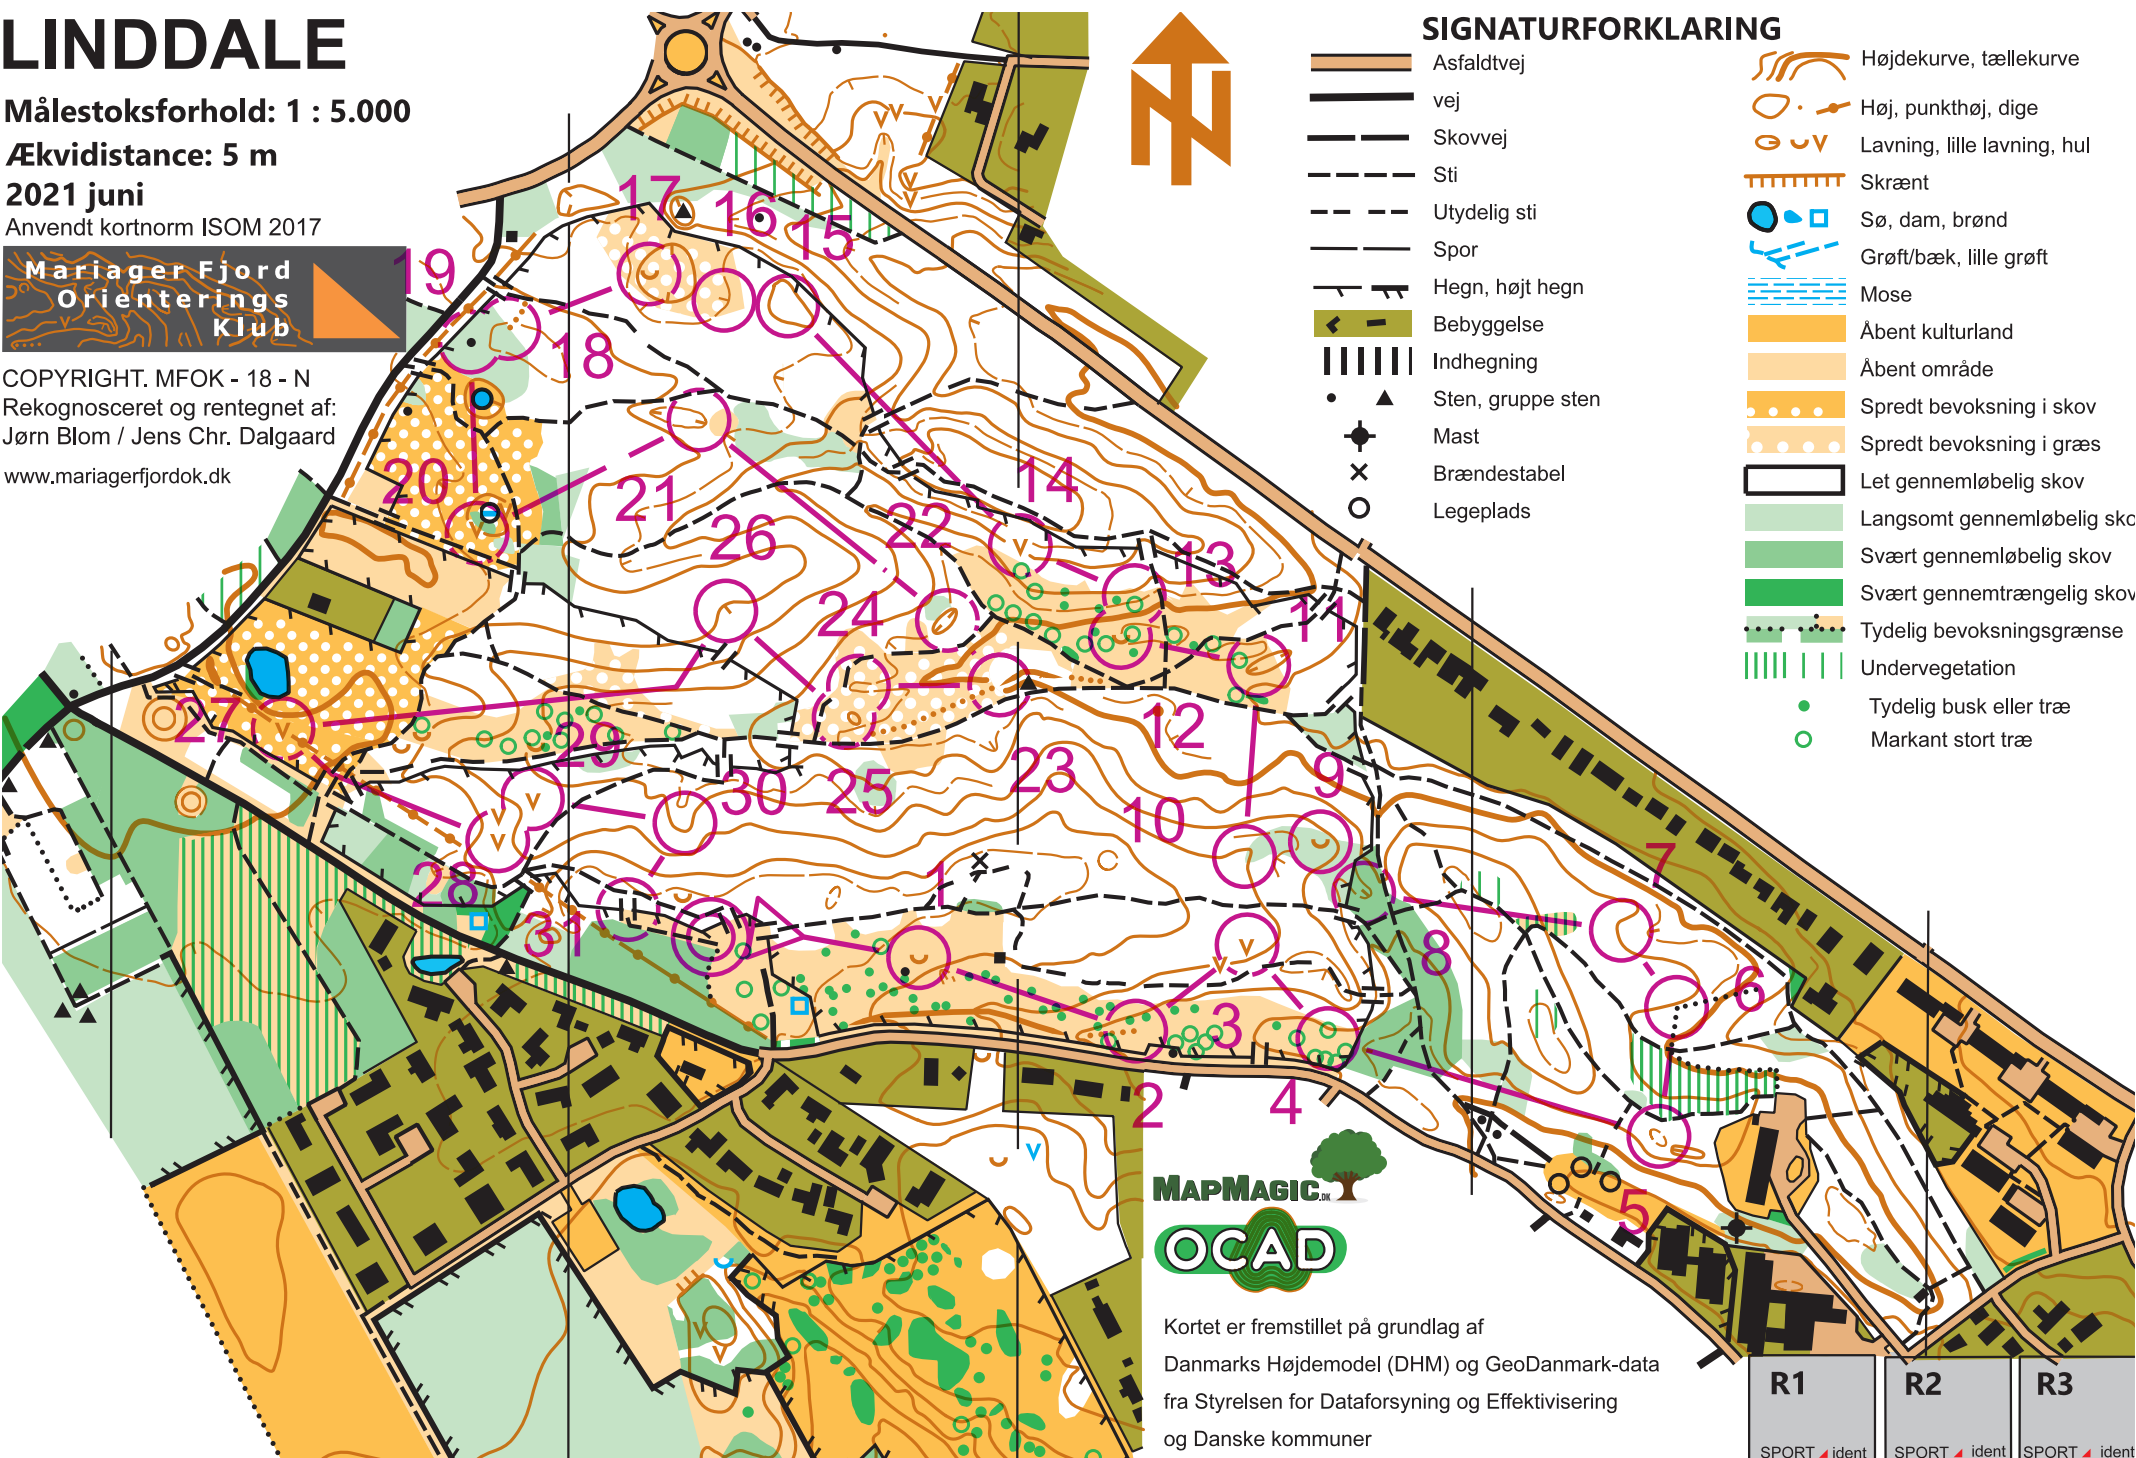 LINDDALE
Målestoksforhold: 1 : 5.000
Ækvidistance: 5 m
2021 juni
Anvendt kortnorm ISOM 2017
Mariager Fjord
Orienterings
Klub
COPYRIGHT. MFOK - 18 - N
Rekognosceret og rentegnet af:
Jørn Blom / Jens Chr. Dalgaard
www.mariagerfjordok.dk
N
SIGNATURFORKLARING
Asfaldtvej
vej
Skovvej
Sti
Utydelig sti
Spor
Hegn, højt hegn
Bebyggelse
Indhegning
Sten, gruppe sten
Mast
Brændestabel
Legeplads
Højdekurve, tællekurve
Høj, punkthøj, dige
Lavning, lille lavning, hul
Skrænt
Sø, dam, brønd
Grøft/bæk, lille grøft
Mose
Åbent kulturland
Åbent område
Spredt bevoksning i skov
Spredt bevoksning i græs
Let gennemløbelig skov
Langsomt gennemløbelig sko
Svært gennemløbelig skov
Svært gennemtrængelig skov
Tydelig bevoksningsgrænse
Undervegetation
Tydelig busk eller træ
Markant stort træ
17
16
15
19
18
20
21
14
22
26
13
24
11
27
29
12
30
25
23
9
10
28
1
7
31
8
6
3
2
4
5
MAPMAGIC.DK
OCAD
Kortet er fremstillet på grundlag af
Danmarks Højdemodel (DHM) og GeoDanmark-data
fra Styrelsen for Dataforsyning og Effektivisering
og Danske kommuner
R1
R2
R3
SPORT ident
SPORT ident
SPORT ident